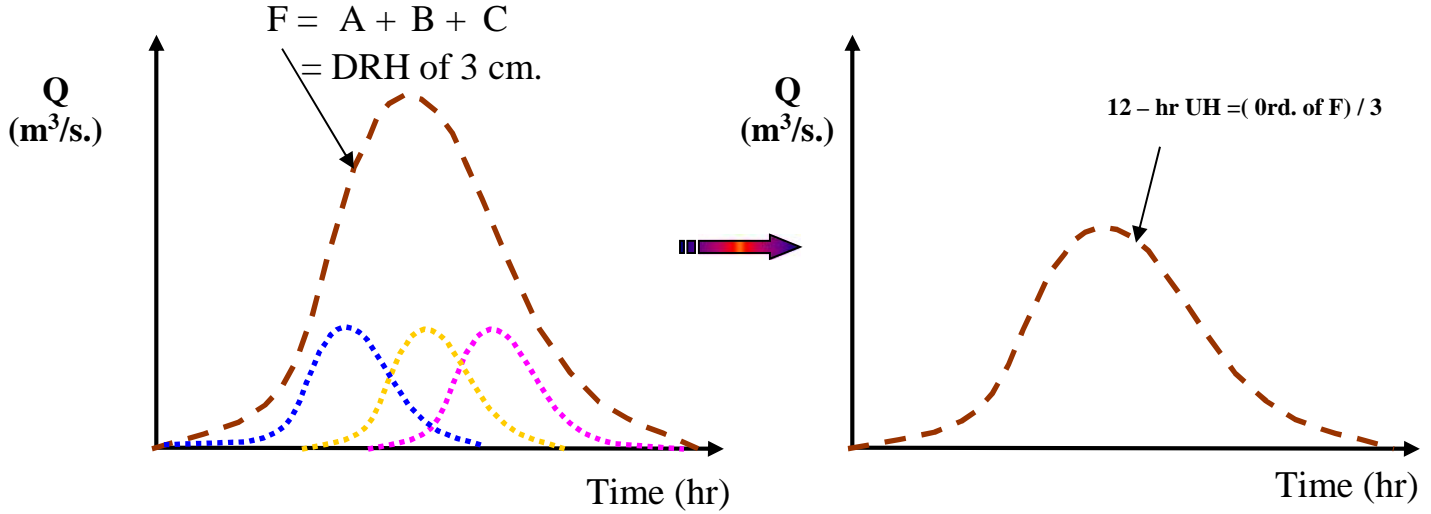 F = A + B + C
= DRH of 3 cm.
Q
(m³/s.)
Time (hr)
Q
(m³/s.)
12 – hr UH =( 0rd. of F) / 3
Time (hr)